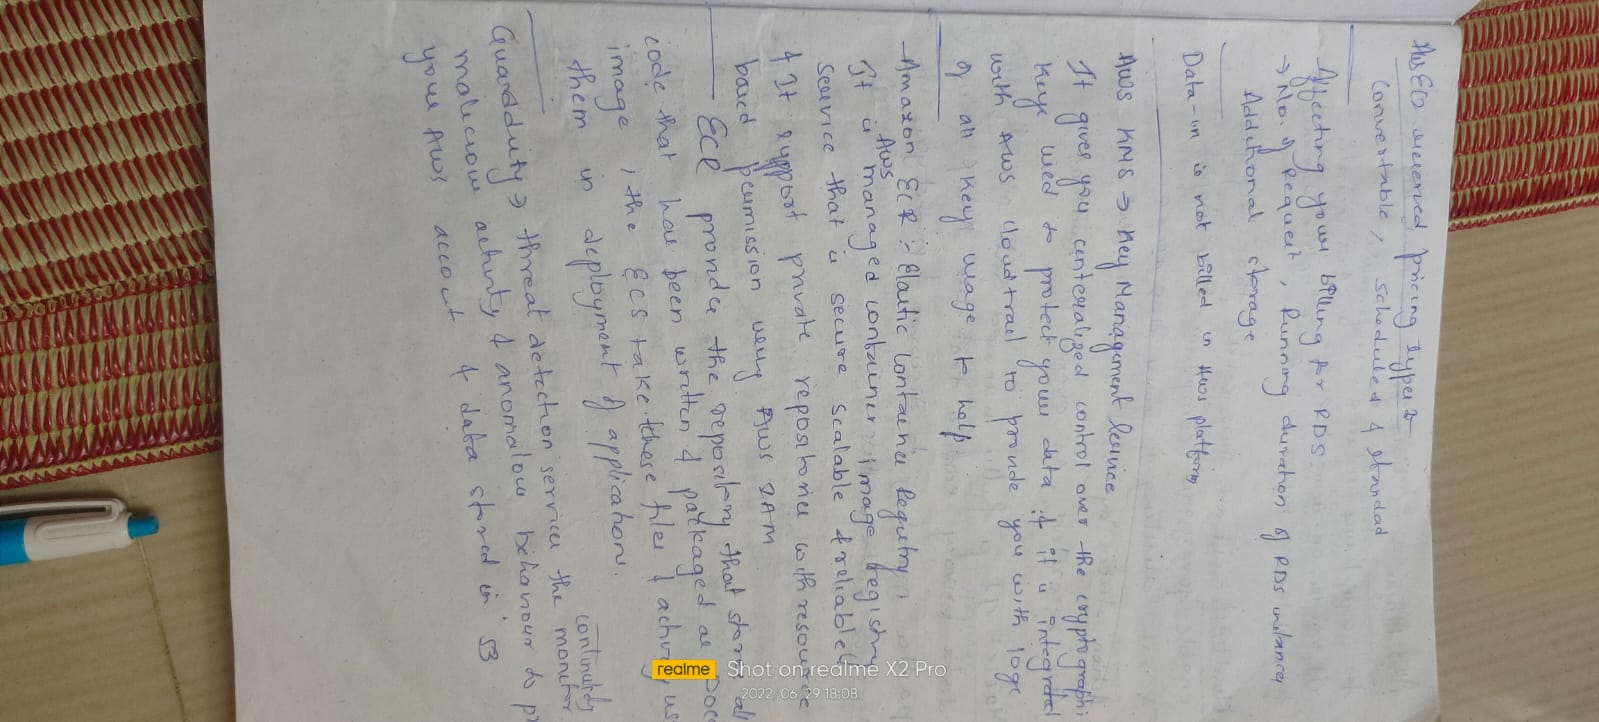 AWS EC2 reserved pricing types :-
Convertable, Scheduled & standad
Affecting your billing for RDS.
→ No. of Request, Running duration of RDS instances
Additional storage
Data-in is not billed in Aws platform
AWS KMS → Key Management Service
It gives you centeralized control over the cryptographi
keys used to protect your data & it is integrated
with AWS Cloudtrail to provide you with logs
of all key usage to help.
Amazon ECR :- Elastic Container Registry,
It is AWS managed container image registry
service that is secure scalable & reliable
& It support private repositories with resource
based permission using AWS IAM
ECR provides the repository that stores all
code that has been written & packaged as Doc
image, the ECS take these files & activly us
them in deployment of applications.
Guardduty → threat detection services the continuously monitor
malicious activity & anomalous behaviour to pr
your AWS account & data stored in S3
realme Shot on realme X2 Pro
2022.06.29 18:08